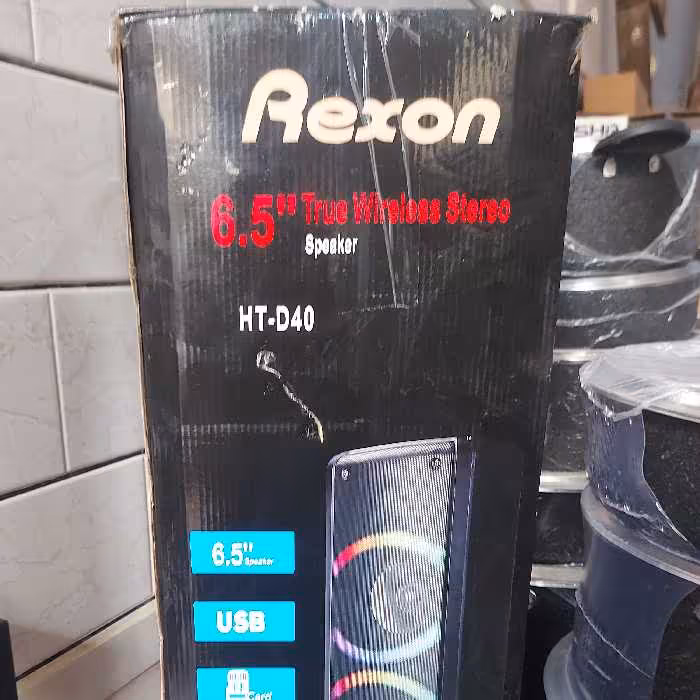 Rexon
6.5" True Wireless Stereo
Speaker
HT-D40
6,5" Speaker
USB
Card